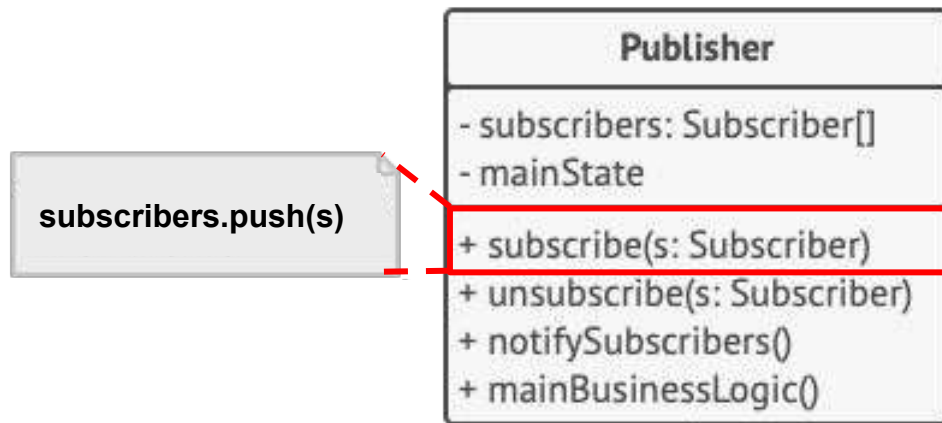 Publisher
- subscribers: Subscriber[]
- mainState
subscribers.push(s)
+ subscribe(s: Subscriber)
+ unsubscribe(s: Subscriber)
+ notifySubscribers()
+ mainBusinessLogic()